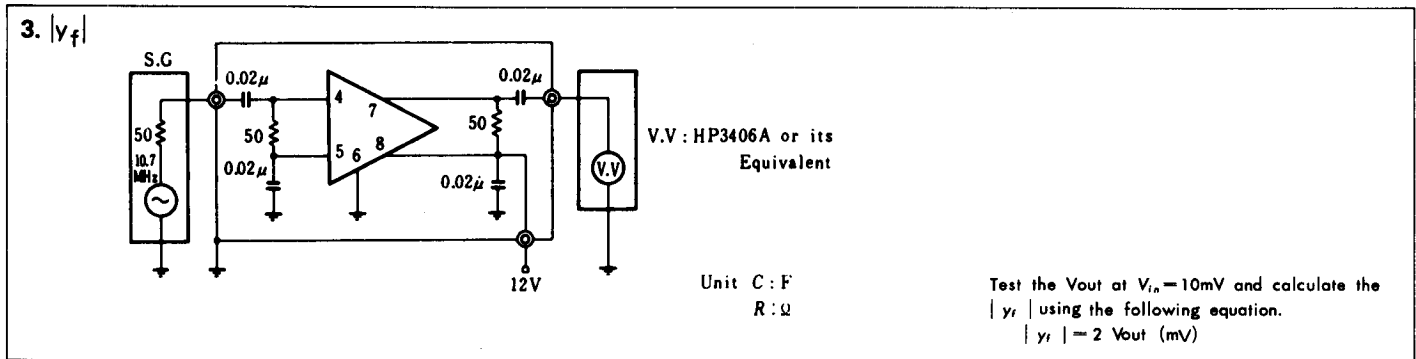 3. |yf|
S.G
0.02μ
0.02μ
4
7
50
50
50
V.V : HP3406A or its
Equivalent
10.7
MHz
5
6
8
0.02μ
0.02μ
V.V
12V
Unit C : F
R : Ω
Test the Vout at Vin = 10mV and calculate the
| yf | using the following equation.
| yf | = 2 Vout (mV)